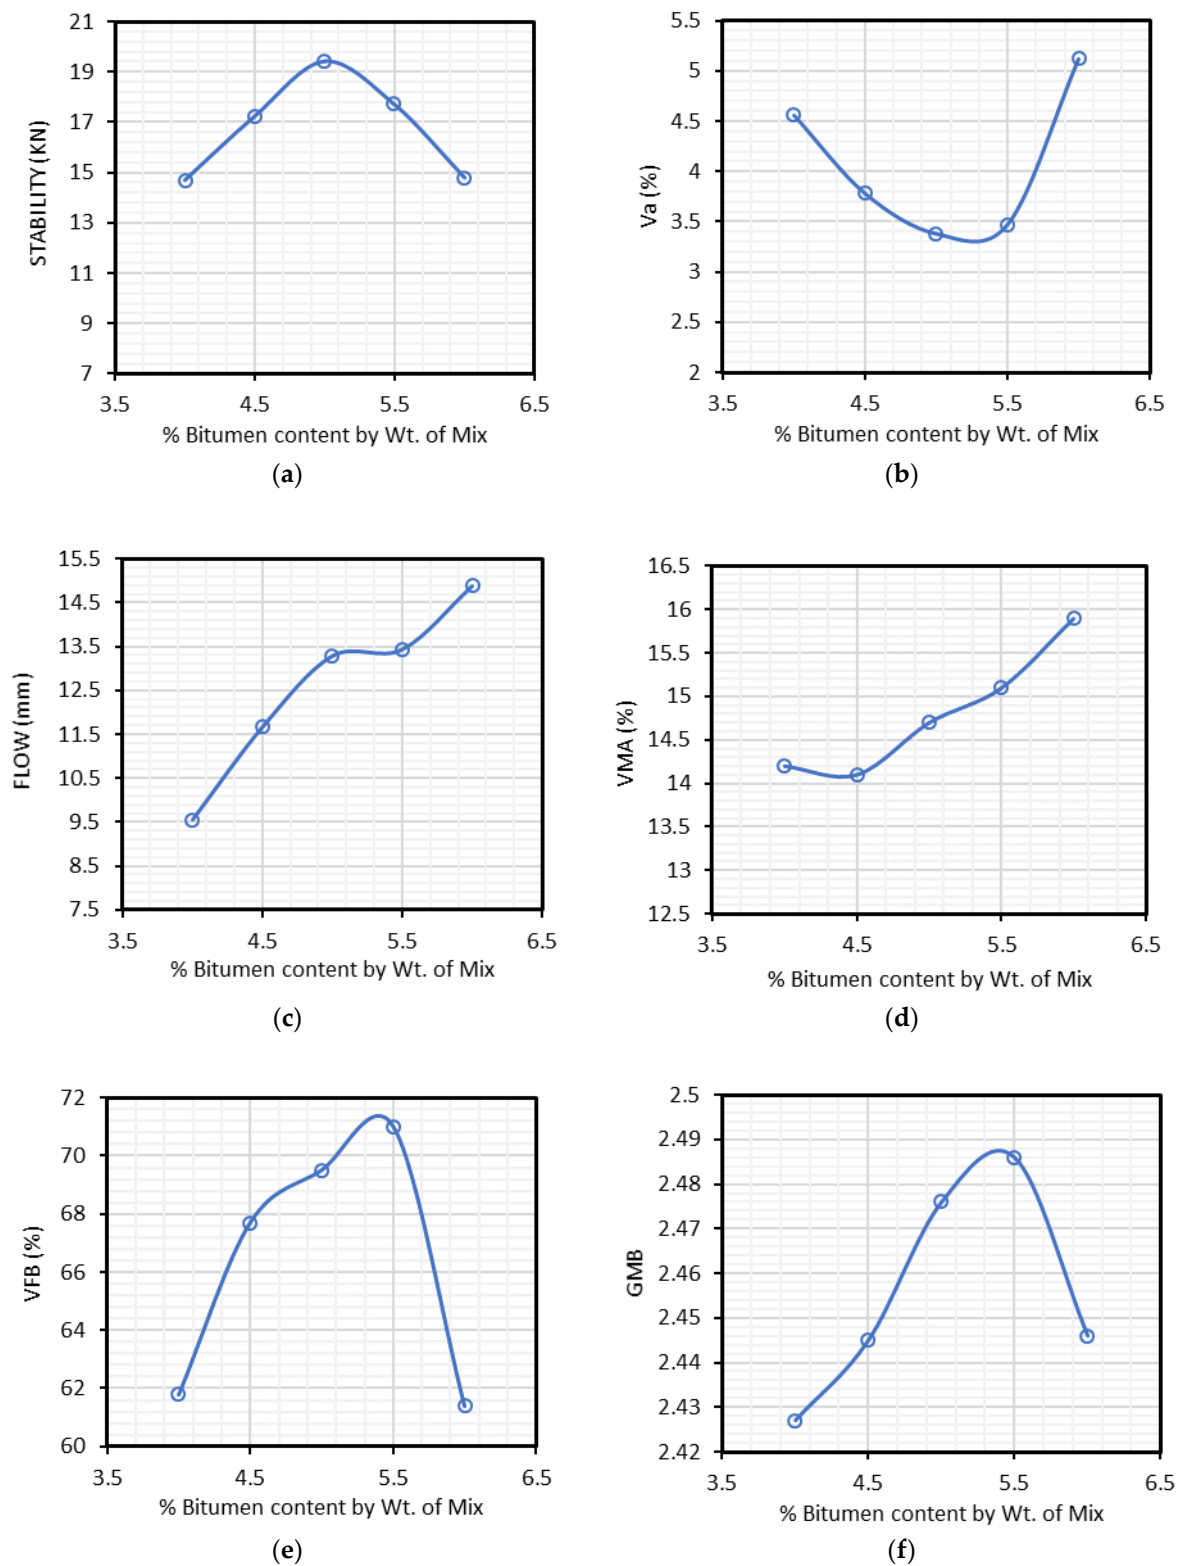 21
19
17
15
13
11
9
7
STABILITY (KN)
3.5 4.5 5.5 6.5
% Bitumen content by Wt. of Mix
(a)
5.5
5
4.5
4
3.5
3
2.5
2
Va (%)
3.5 4.5 5.5 6.5
% Bitumen content by Wt. of Mix
(b)
15.5
14.5
13.5
12.5
11.5
10.5
9.5
8.5
7.5
FLOW (mm)
3.5 4.5 5.5 6.5
% Bitumen content by Wt. of Mix
(c)
16.5
16
15.5
15
14.5
14
13.5
13
12.5
VMA (%)
3.5 4.5 5.5 6.5
% Bitumen content by Wt. of Mix
(d)
72
70
68
66
64
62
60
VFB (%)
3.5 4.5 5.5 6.5
% Bitumen content by Wt. of Mix
(e)
2.5
2.49
2.48
2.47
2.46
2.45
2.44
2.43
2.42
GMB
3.5 4.5 5.5 6.5
% Bitumen content by Wt. of Mix
(f)